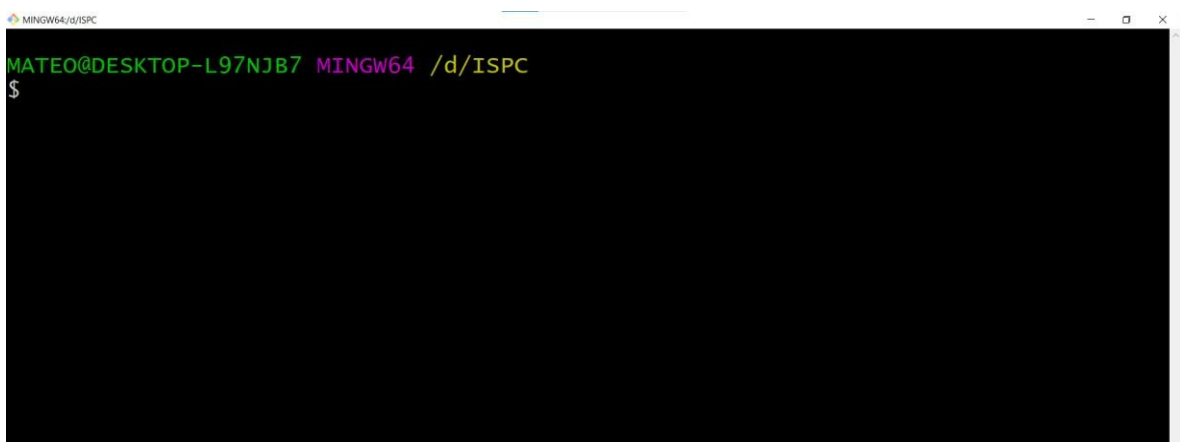 MINGW64:/d/ISPC
MATEO@DESKTOP-L97NJB7 MINGW64 /d/ISPC
$